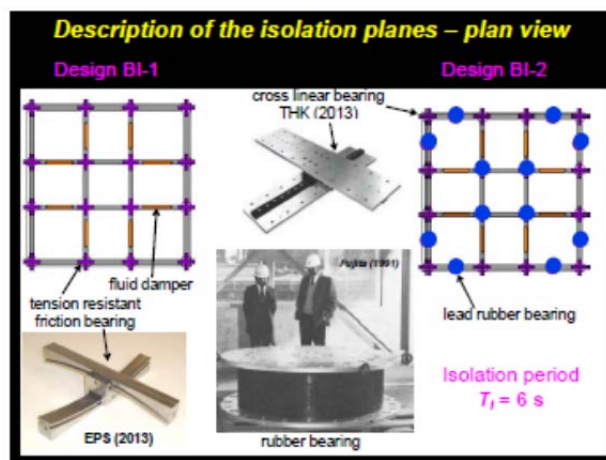 Description of the isolation planes – plan view
Design BI-1
Design BI-2
cross linear bearing
THK (2013)
Fujita (1991)
fluid damper
tension resistant
friction bearing
lead rubber bearing
Isolation period
T_I = 6 s
EPS (2013)
rubber bearing